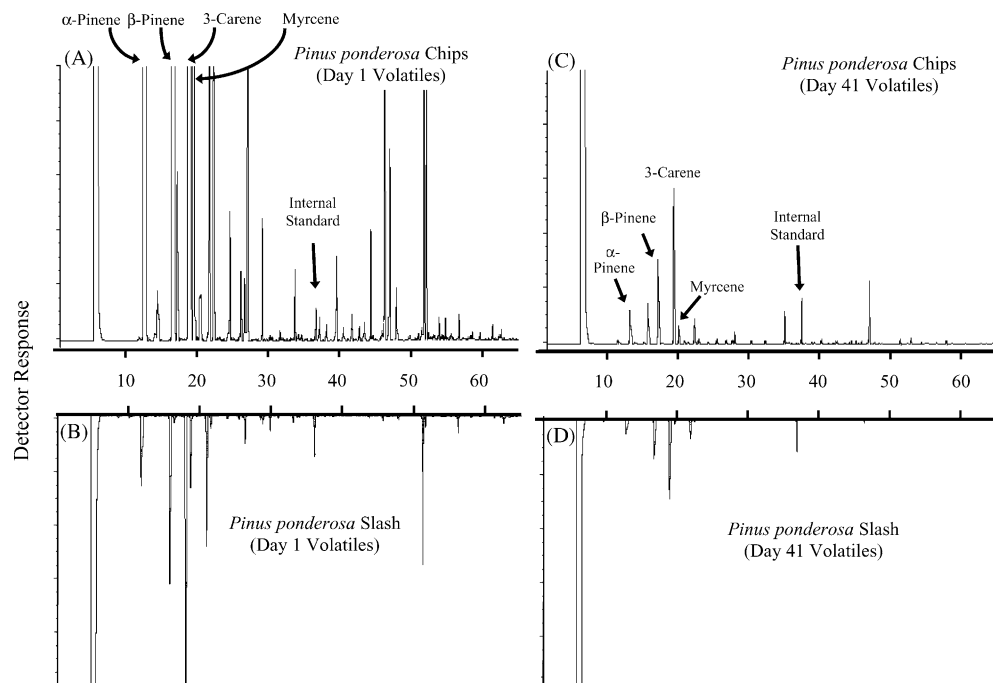 α-Pinene β-Pinene 3-Carene Myrcene
(A)
Pinus ponderosa Chips
(Day 1 Volatiles)
Internal
Standard
10 20 30 40 50 60
(C)
Pinus ponderosa Chips
(Day 41 Volatiles)
3-Carene
β-Pinene
α-
Pinene
Myrcene
Internal
Standard
10 20 30 40 50 60
Detector Response
(B)
Pinus ponderosa Slash
(Day 1 Volatiles)
(D)
Pinus ponderosa Slash
(Day 41 Volatiles)